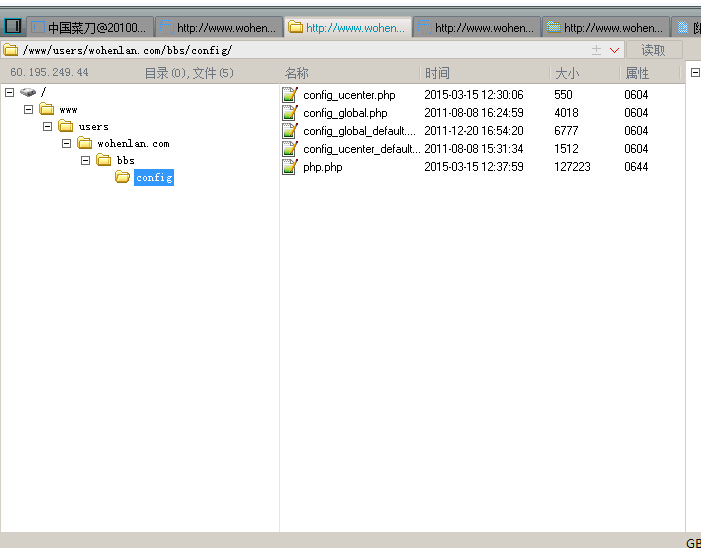 中国菜刀@20100... http://www.wohen... http://www.wohen... http://www.wohen... http://www.wohen...
/www/users/wohenlan.com/bbs/config/ 读取
60.195.249.44 目录(0),文件(5) 名称 时间 大小 属性
/
www
users
wohenlan.com
bbs
config
config_ucenter.php 2015-03-15 12:30:06 550 0604
config_global.php 2011-08-08 16:24:59 4018 0604
config_global_default.... 2011-12-20 16:54:20 6777 0604
config_ucenter_default... 2011-08-08 15:31:34 1512 0604
php.php 2015-03-15 12:37:59 127223 0644
GB